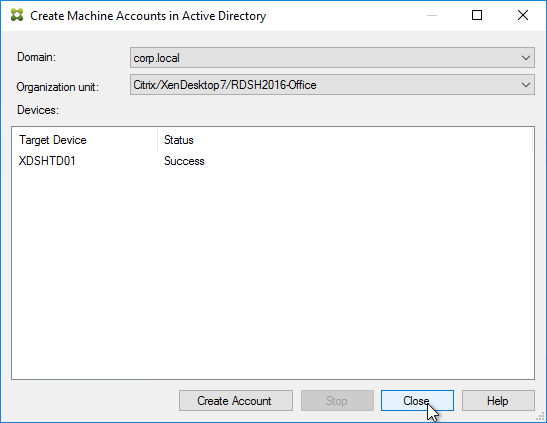 Create Machine Accounts in Active Directory
Domain: corp.local
Organization unit: Citrix/XenDesktop7/RDSH2016-Office
Devices:
Target Device Status
XDSHTD01 Success
Create Account Stop Close Help